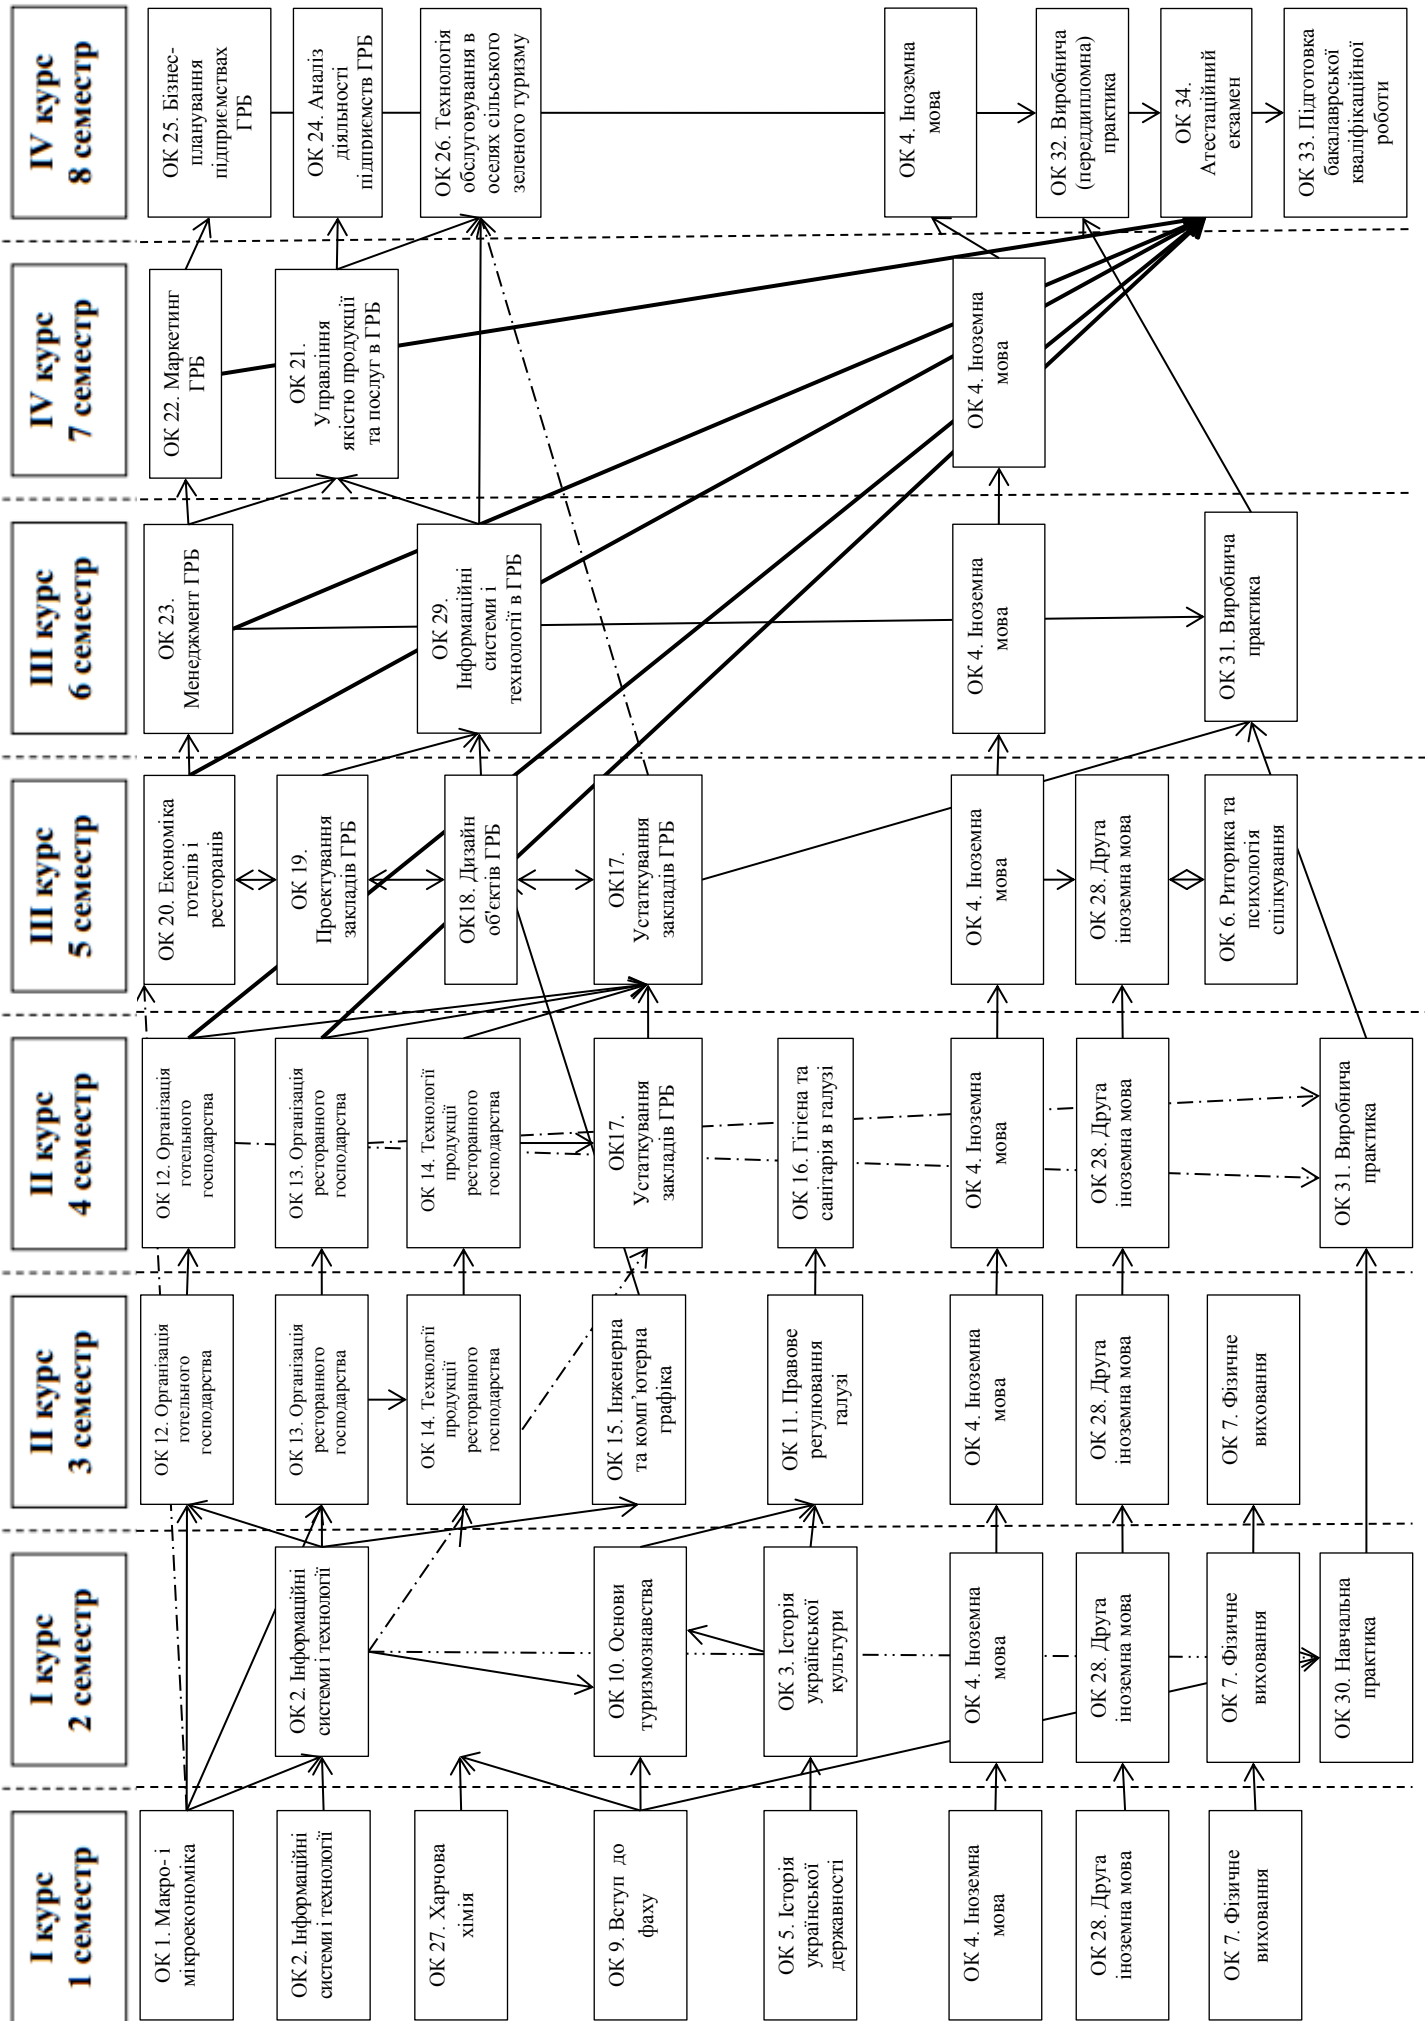 I курс
1 семестр
I курс
2 семестр
II курс
3 семестр
II курс
4 семестр
III курс
5 семестр
III курс
6 семестр
IV курс
7 семестр
IV курс
8 семестр
ОК 1. Макро- і
мікроекономіка
ОК 2. Інформаційні
системи і технології
ОК 27. Харчова
хімія
ОК 9. Вступ до
фаху
ОК 5. Історія
української
державності
ОК 4. Іноземна
мова
ОК 28. Друга
іноземна мова
ОК 7. Фізичне
виховання
ОК 2. Інформаційні
системи і технології
ОК 10. Основи
туризмознавства
ОК 3. Історія
української
культури
ОК 4. Іноземна
мова
ОК 28. Друга
іноземна мова
ОК 7. Фізичне
виховання
ОК 30. Навчальна
практика
ОК 12. Організація
готельного
господарства
ОК 13. Організація
ресторанного
господарства
ОК 14. Технології
продукції
ресторанного
господарства
ОК 15. Інженерна
та комп’ютерна
графіка
ОК 11. Правове
регулювання
галузі
ОК 4. Іноземна
мова
ОК 28. Друга
іноземна мова
ОК 7. Фізичне
виховання
ОК 12. Організація
готельного
господарства
ОК 13. Організація
ресторанного
господарства
ОК 14. Технології
продукції
ресторанного
господарства
ОК17.
Устаткування
закладів ГРБ
ОК 16. Гігієна та
санітарія в галузі
ОК 4. Іноземна
мова
ОК 28. Друга
іноземна мова
ОК 31. Виробнича
практика
ОК 20. Економіка
готелів і
ресторанів
ОК 19.
Проектування
закладів ГРБ
ОК18. Дизайн
об'єктів ГРБ
ОК17.
Устаткування
закладів ГРБ
ОК 4. Іноземна
мова
ОК 28. Друга
іноземна мова
ОК 6. Риторика та
психологія
спілкування
ОК 23.
Менеджмент ГРБ
ОК 29.
Інформаційні
системи і
технології в ГРБ
ОК 4. Іноземна
мова
ОК 31. Виробнича
практика
ОК 22. Маркетинг
ГРБ
ОК 21.
Управління
якістю продукції
та послуг в ГРБ
ОК 4. Іноземна
мова
ОК 25. Бізнес-
планування
підприємствах
ГРБ
ОК 24. Аналіз
діяльності
підприємств ГРБ
ОК 26. Технологія
обслуговування в
оселях сільського
зеленого туризму
ОК 4. Іноземна
мова
ОК 32. Виробнича
(переддипломна)
практика
ОК 34.
Атестаційний
екзамен
ОК 33. Підготовка
бакалаврської
кваліфікаційної
роботи